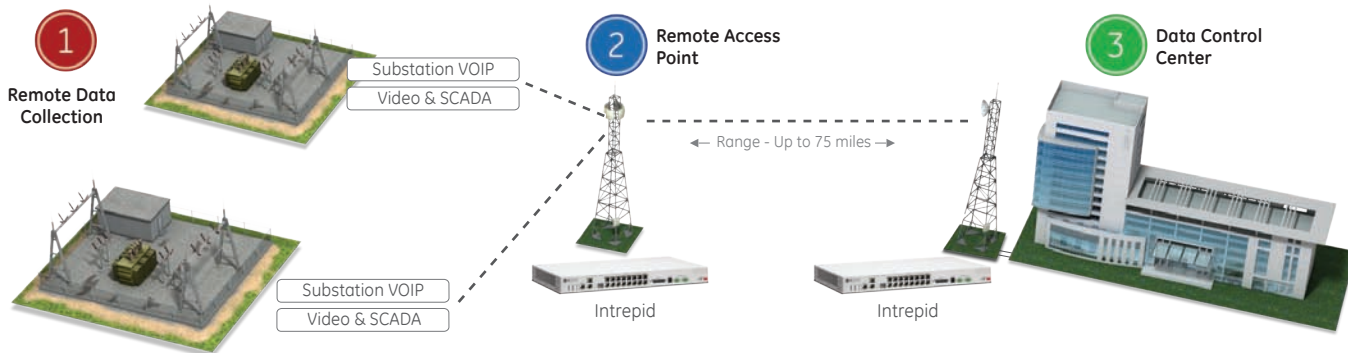 1
Remote Data
Collection
Substation VOIP
Video & SCADA
Substation VOIP
Video & SCADA
2
Remote Access
Point
← Range - Up to 75 miles →
Intrepid
Intrepid
3
Data Control
Center